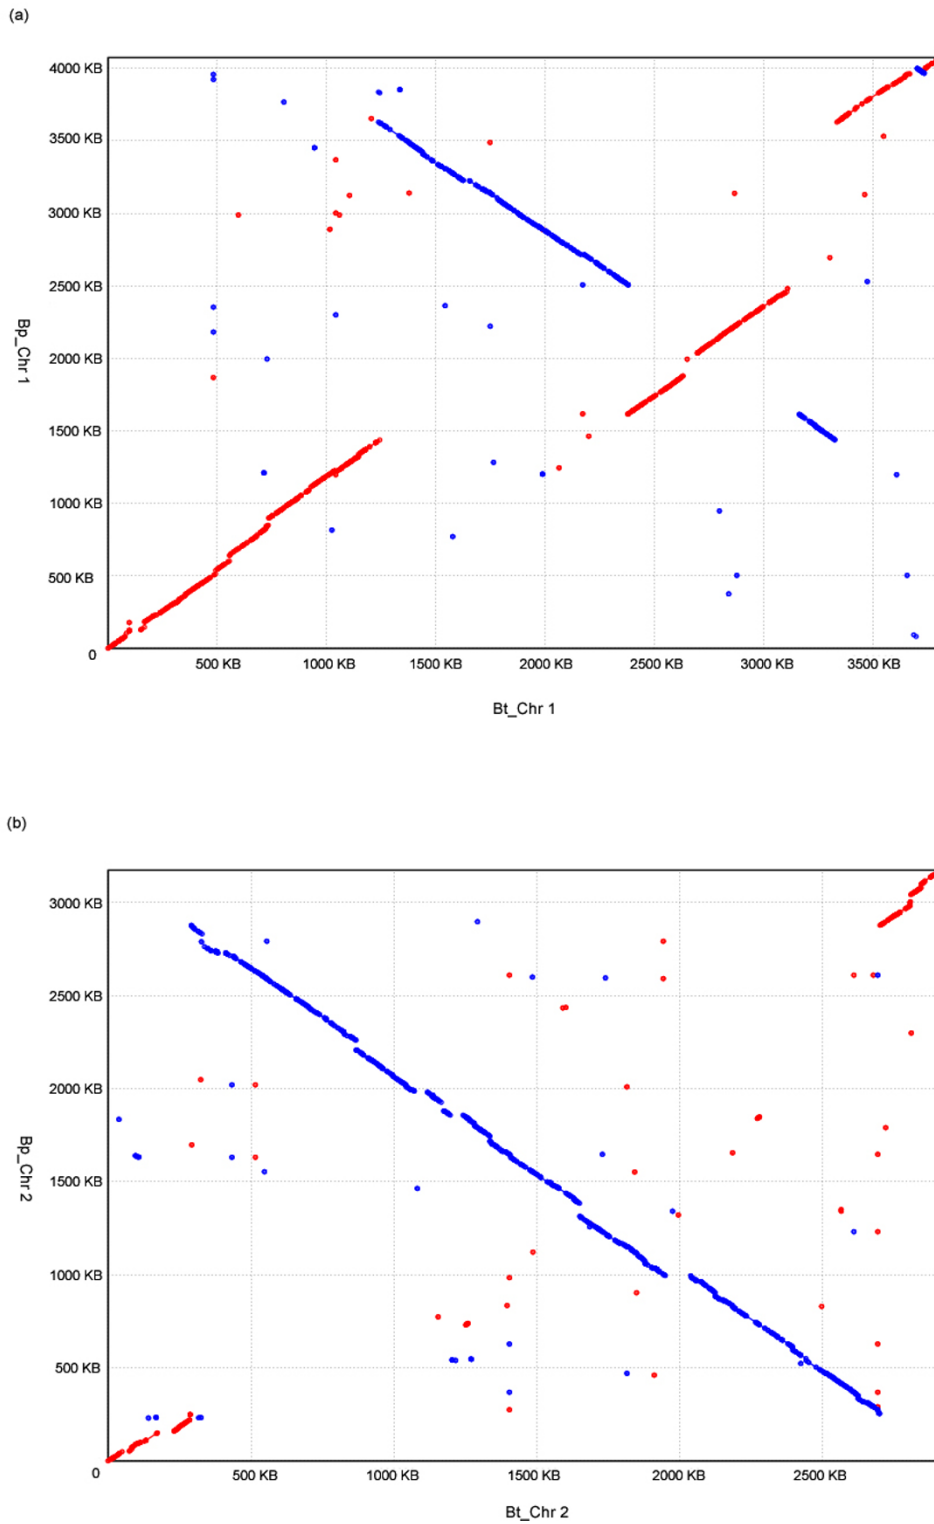 (a)
4000 KB
3500 KB
3000 KB
2500 KB
2000 KB
1500 KB
1000 KB
500 KB
0
Bp_Chr 1
500 KB 1000 KB 1500 KB 2000 KB 2500 KB 3000 KB 3500 KB
Bt_Chr 1
(b)
3000 KB
2500 KB
2000 KB
1500 KB
1000 KB
500 KB
0
Bp_Chr 2
500 KB 1000 KB 1500 KB 2000 KB 2500 KB
Bt_Chr 2